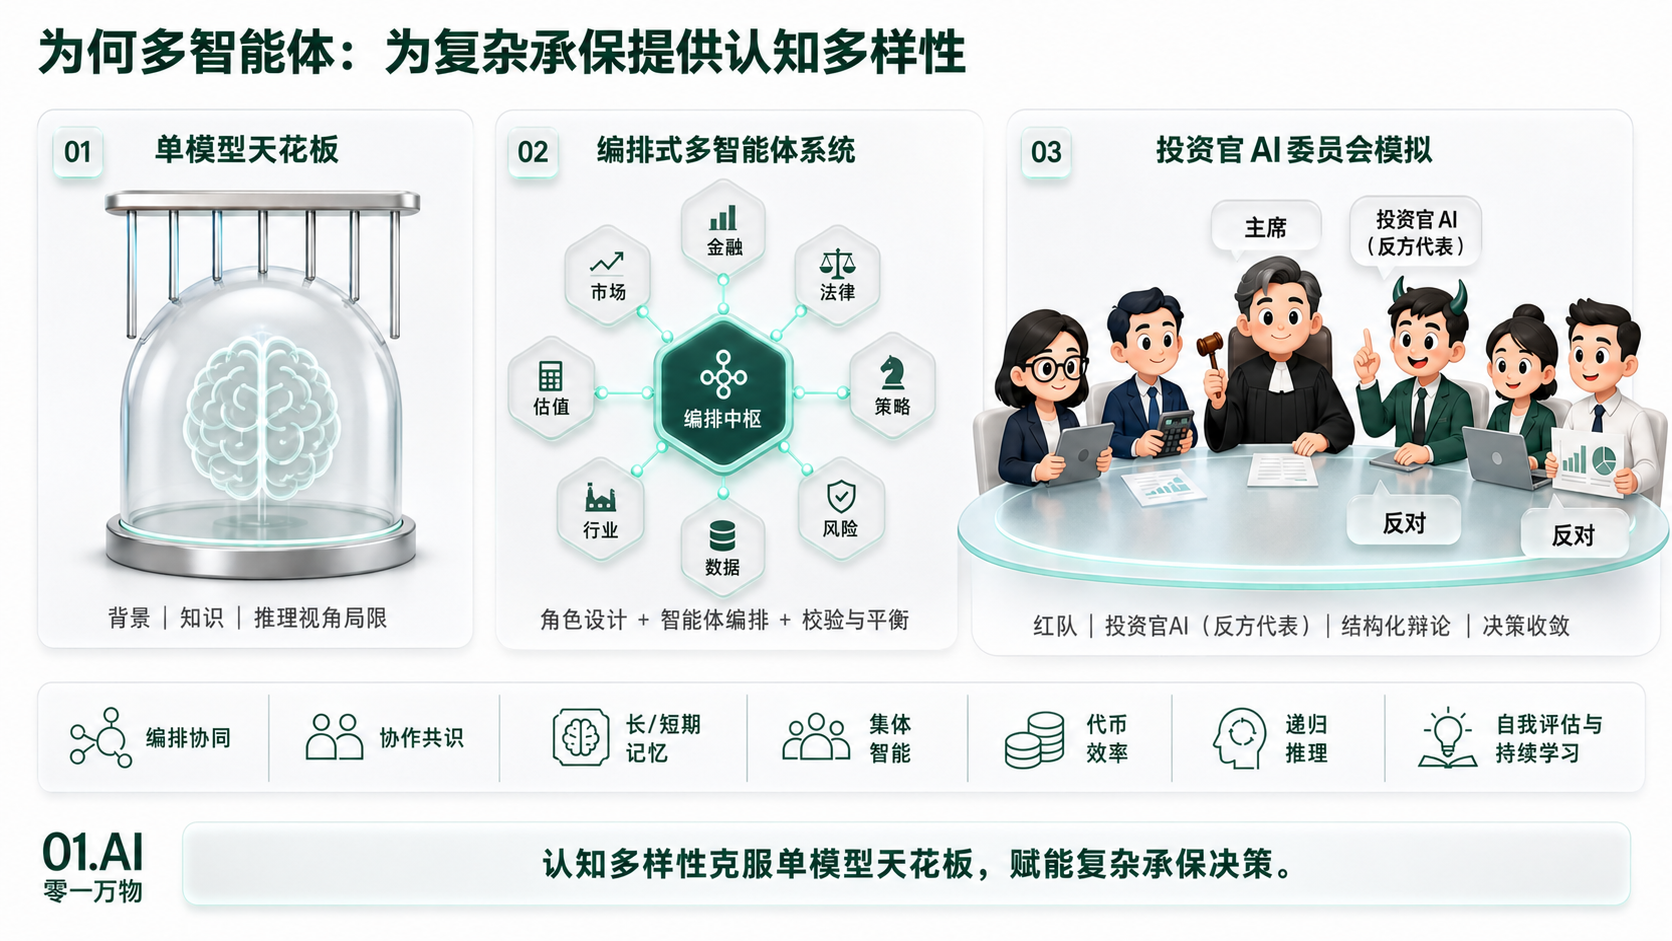 为何多智能体：为复杂承保提供认知多样性
01
单模型天花板
背景 | 知识 | 推理视角局限
02
编排式多智能体系统
金融
市场
法律
估值
编排中枢
策略
行业
风险
数据
角色设计 + 智能体编排 + 校验与平衡
03
投资官 AI 委员会模拟
主席
投资官 AI
（反方代表）
反对
反对
红队 | 投资官AI（反方代表）| 结构化辩论 | 决策收敛
编排协同
协作共识
长/短期
记忆
集体
智能
代币
效率
递归
推理
自我评估与
持续学习
01.AI
零一万物
认知多样性克服单模型天花板，赋能复杂承保决策。